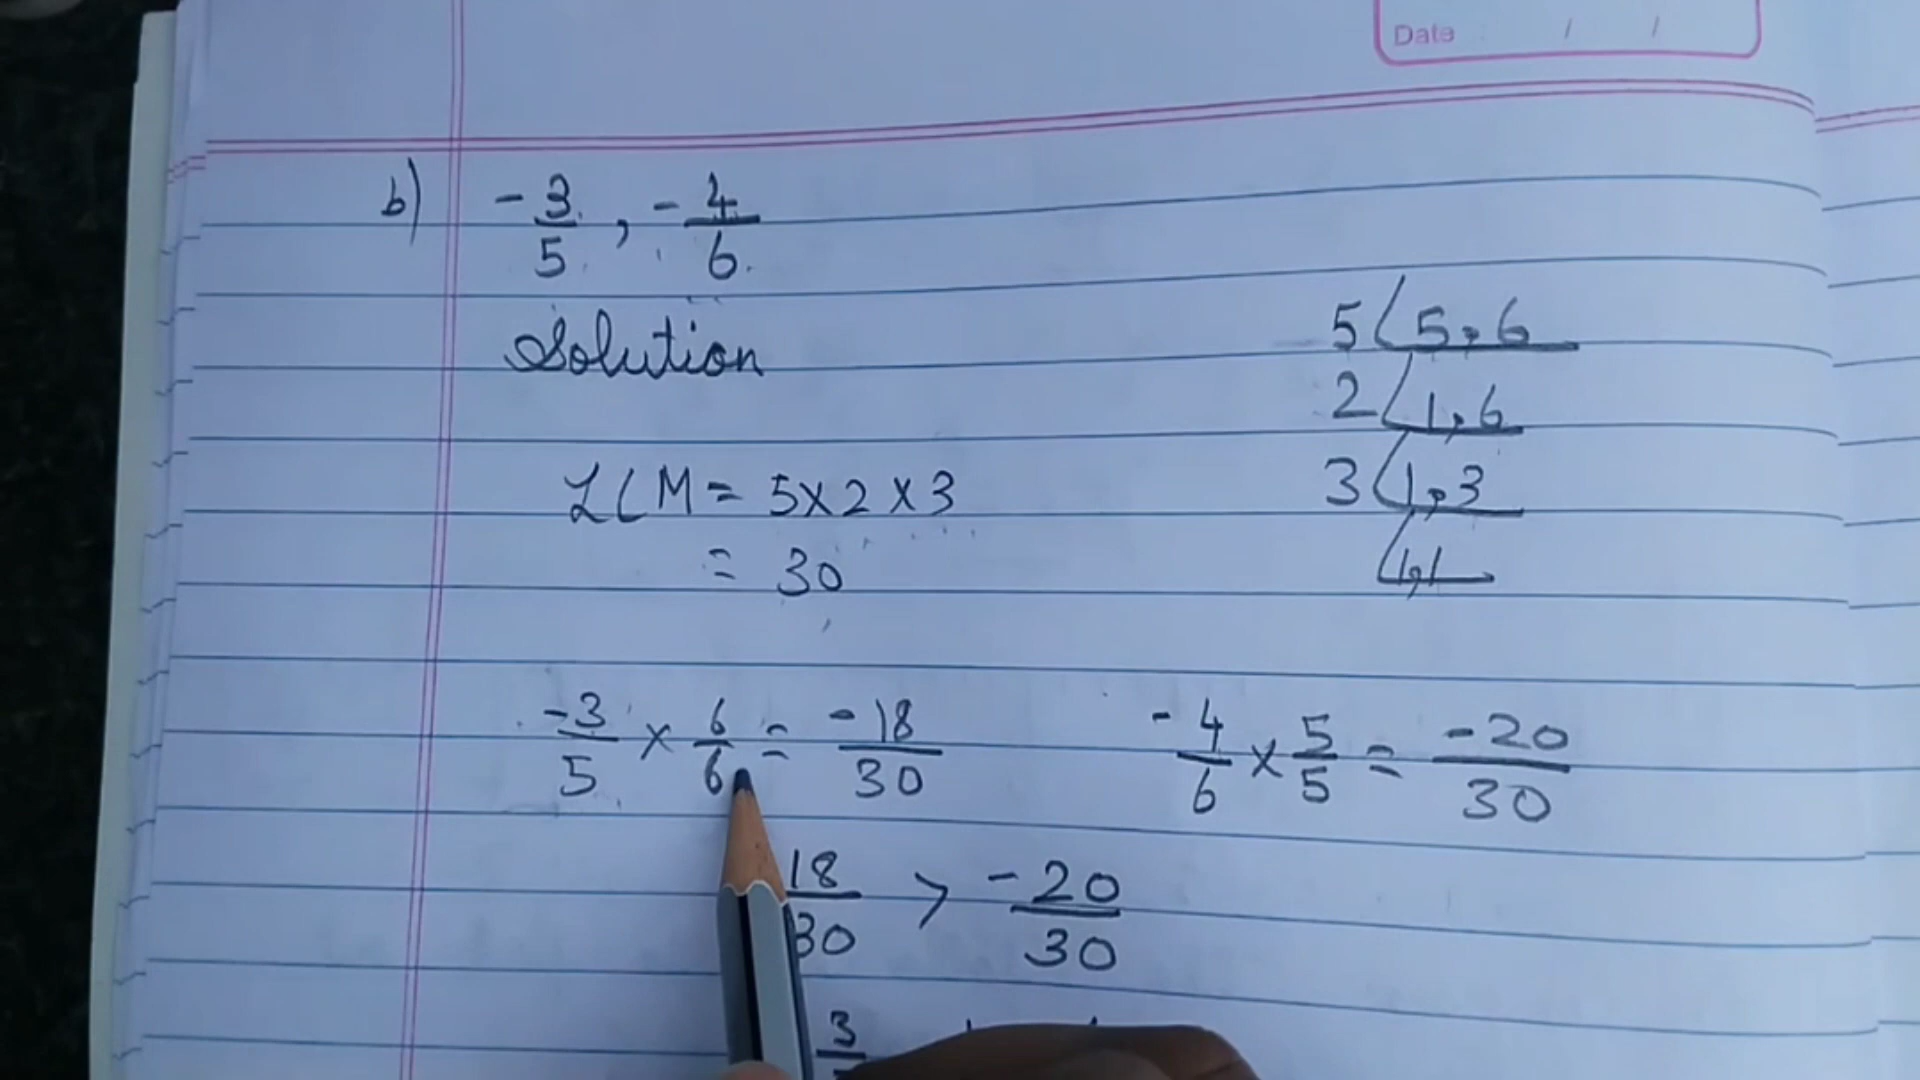 Date / /
b) -3/5, -4/6
Solution
5 ( 5, 6
2 ( 1, 6
3 ( 1, 3
( 1, 1
LCM = 5×2×3
= 30
-3/5 × 6/6 = -18/30
-4/6 × 5/5 = -20/30
18/30 > -20/30
3